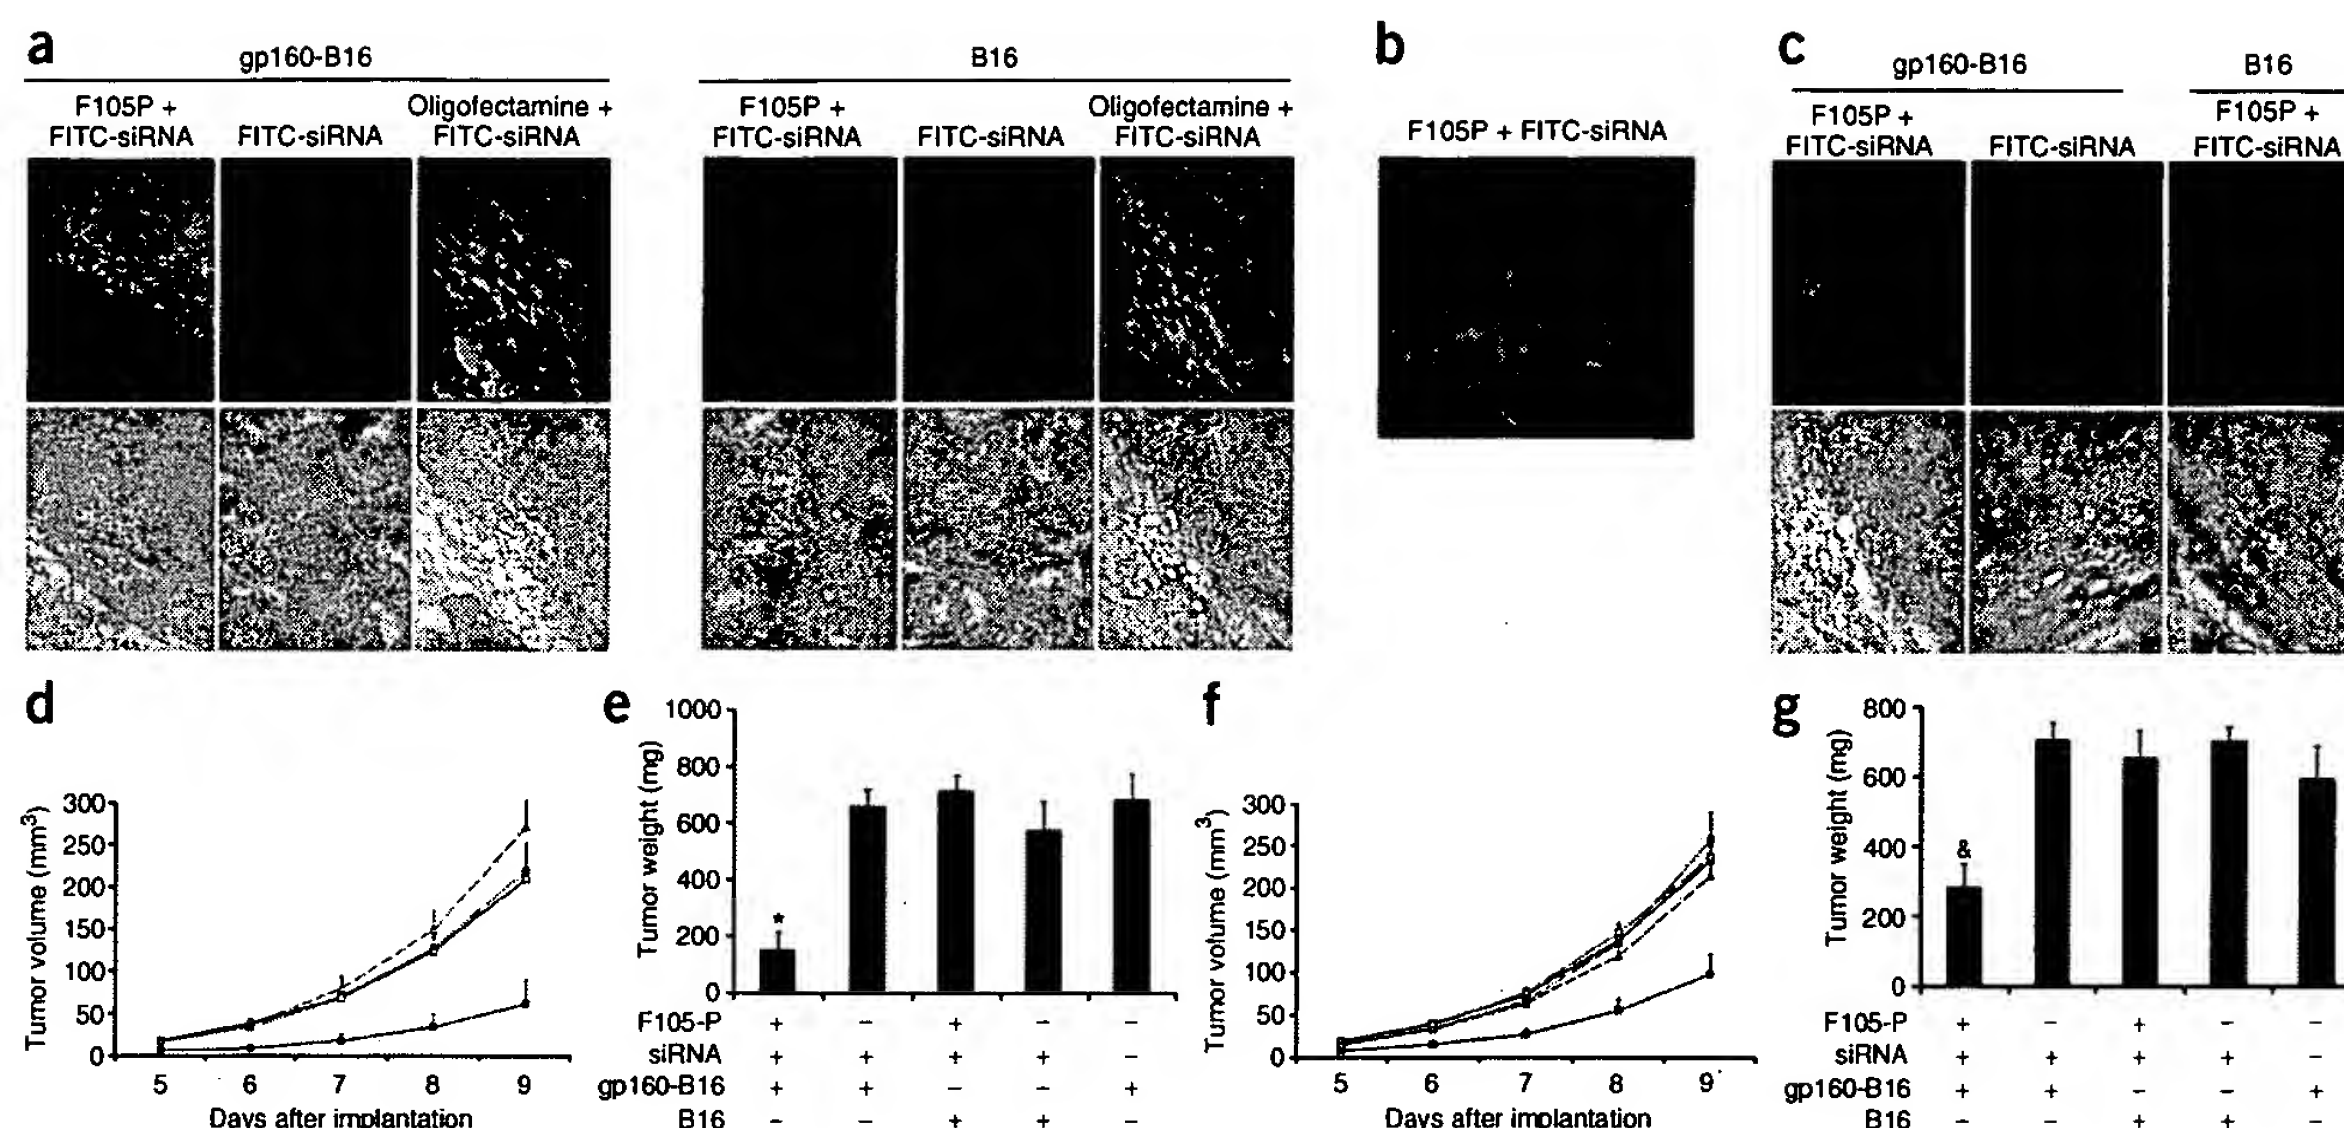 a
gp160-B16
F105P +
FITC-siRNA
FITC-siRNA
Oligofectamine +
FITC-siRNA
B16
F105P +
FITC-siRNA
FITC-siRNA
Oligofectamine +
FITC-siRNA
b
F105P + FITC-siRNA
c
gp160-B16
F105P +
FITC-siRNA
FITC-siRNA
B16
F105P +
FITC-siRNA
d
Tumor volume (mm3)
300
250
200
150
100
50
0
5 6 7 8 9
Days after implantation
e
Tumor weight (mg)
1000
800
600
400
200
0
*
F105-P + − + − −
siRNA + + + + −
gp160-B16 + + − − +
B16 − − + + −
f
Tumor volume (mm3)
300
250
200
150
100
50
0
5 6 7 8 9
Days after implantation
g
Tumor weight (mg)
800
600
400
200
0
&
F105-P + − + − −
siRNA + + + + −
gp160-B16 + + − − +
B16 − − + + −